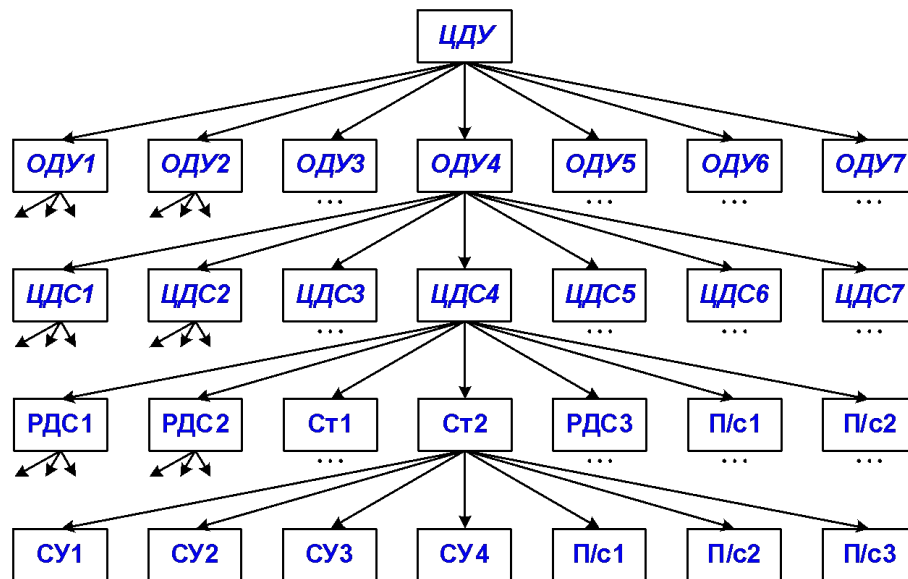 ЦДУ
ОДУ1 ОДУ2 ОДУ3 ОДУ4 ОДУ5 ОДУ6 ОДУ7
... ... ... ...
ЦДС1 ЦДС2 ЦДС3 ЦДС4 ЦДС5 ЦДС6 ЦДС7
... ... ... ...
РДС1 РДС2 Ст1 Ст2 РДС3 П/с1 П/с2
... ... ... ...
СУ1 СУ2 СУ3 СУ4 П/с1 П/с2 П/с3